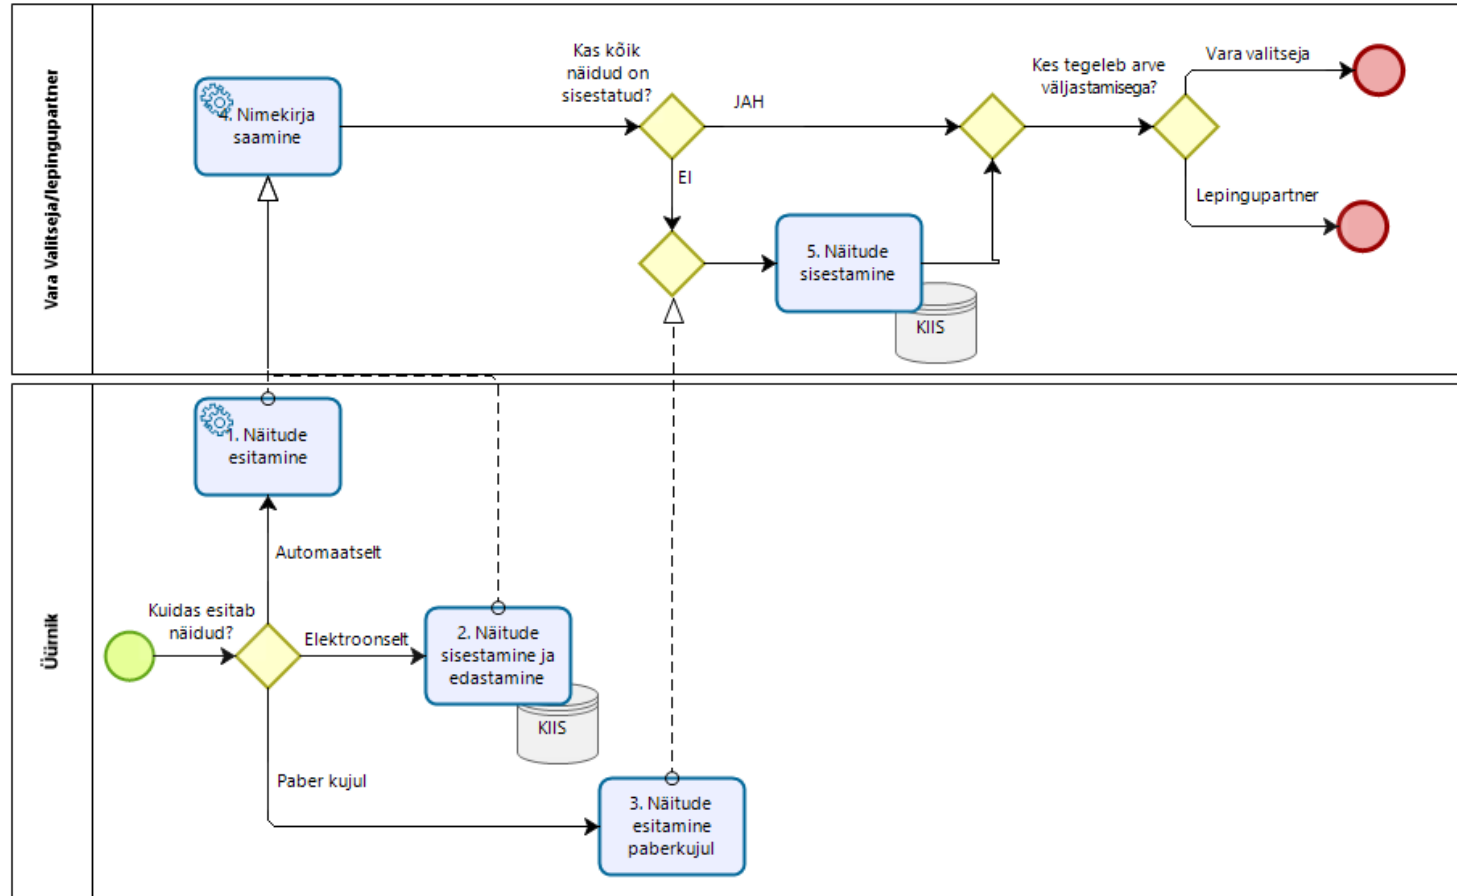 Vara Valitseja/lepingupartner
4. Nimekirja
saamine
Kas kõik
näidud on
sisestatud?
JAH
EI
5. Näitude
sisestamine
KIIS
Kes tegeleb arve
väljastamisega?
Vara valitseja
Lepingupartner
Üürnik
1. Näitude
esitamine
Automaatselt
Kuidas esitab
näidud?
Elektroonselt
2. Näitude
sisestamine ja
edastamine
KIIS
Paber kujul
3. Näitude
esitamine
paberkujul